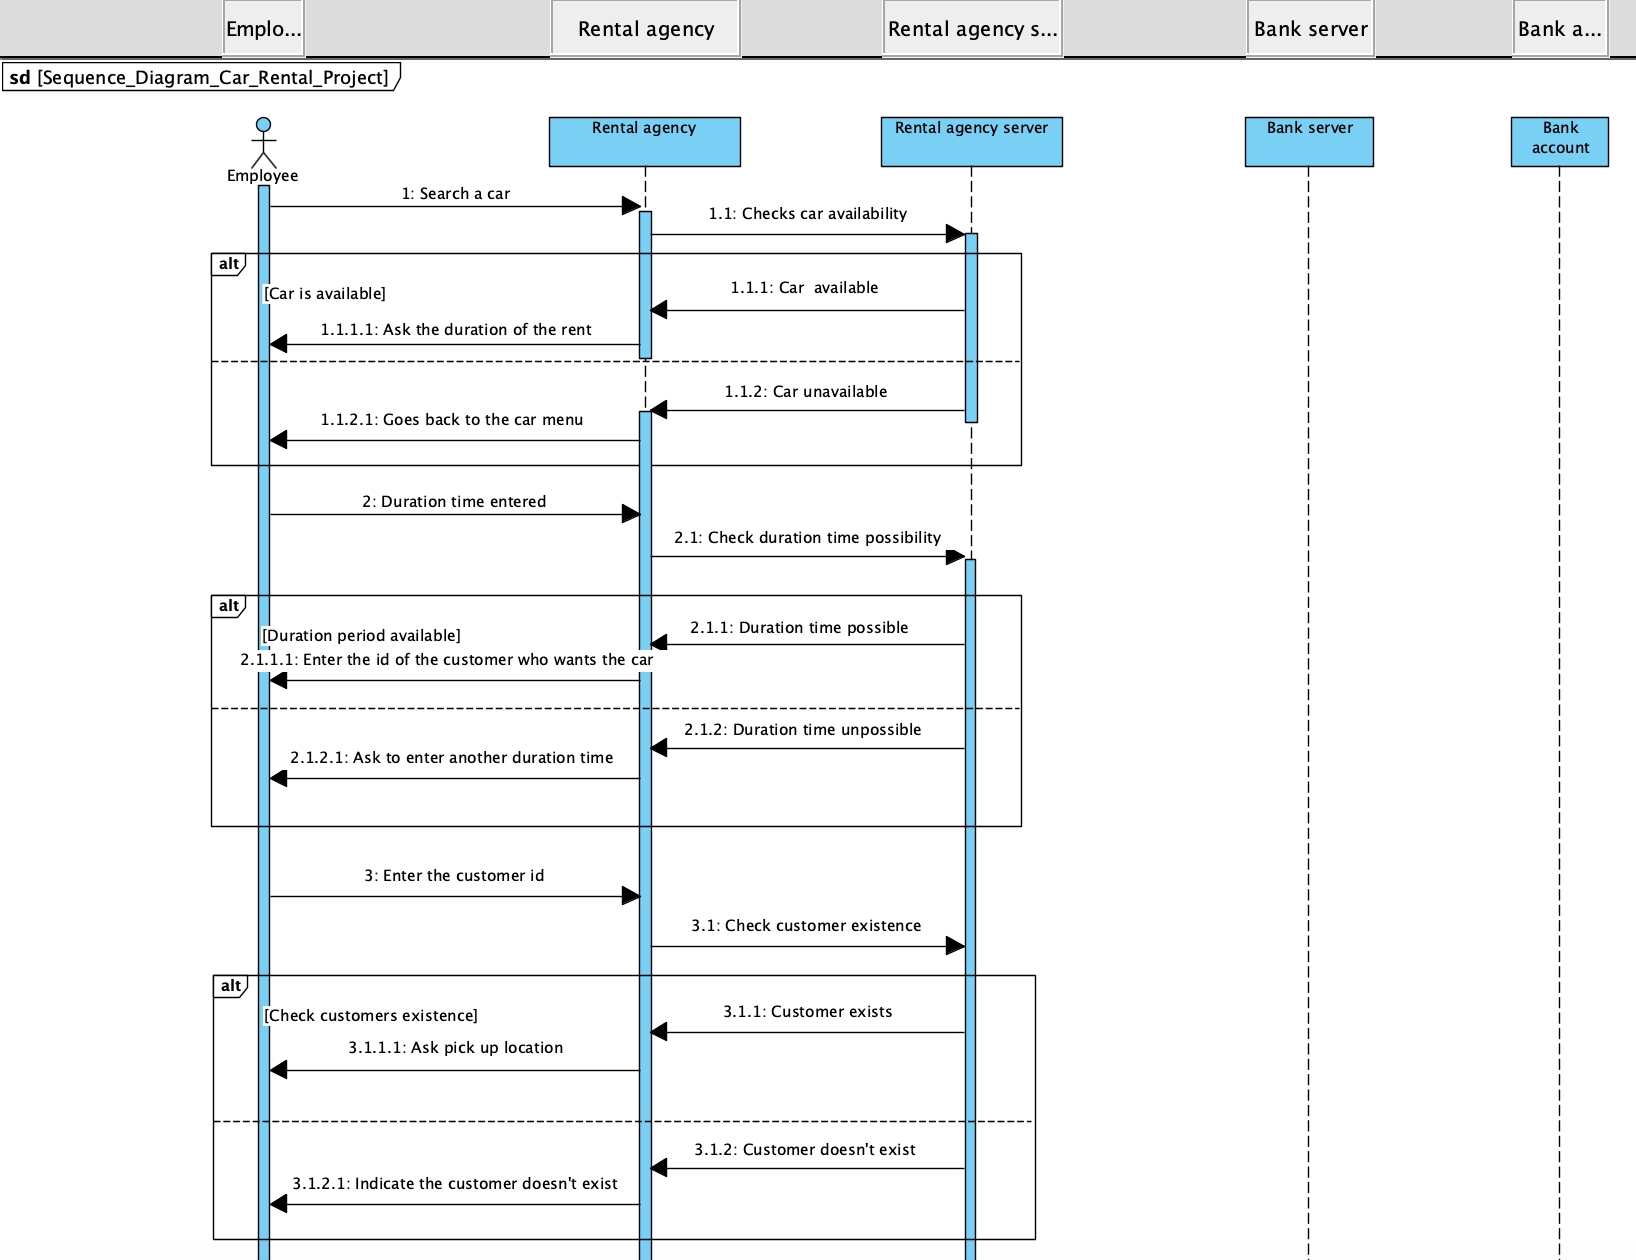 Emplo...
Rental agency
Rental agency s...
Bank server
Bank a...
sd [Sequence_Diagram_Car_Rental_Project]
Employee
Rental agency
Rental agency server
Bank server
Bank
account
1: Search a car
1.1: Checks car availability
alt
[Car is available]
1.1.1: Car  available
1.1.1.1: Ask the duration of the rent
1.1.2: Car unavailable
1.1.2.1: Goes back to the car menu
2: Duration time entered
2.1: Check duration time possibility
alt
[Duration period available]
2.1.1: Duration time possible
2.1.1.1: Enter the id of the customer who wants the car
2.1.2: Duration time unpossible
2.1.2.1: Ask to enter another duration time
3: Enter the customer id
3.1: Check customer existence
alt
[Check customers existence]
3.1.1: Customer exists
3.1.1.1: Ask pick up location
3.1.2: Customer doesn't exist
3.1.2.1: Indicate the customer doesn't exist